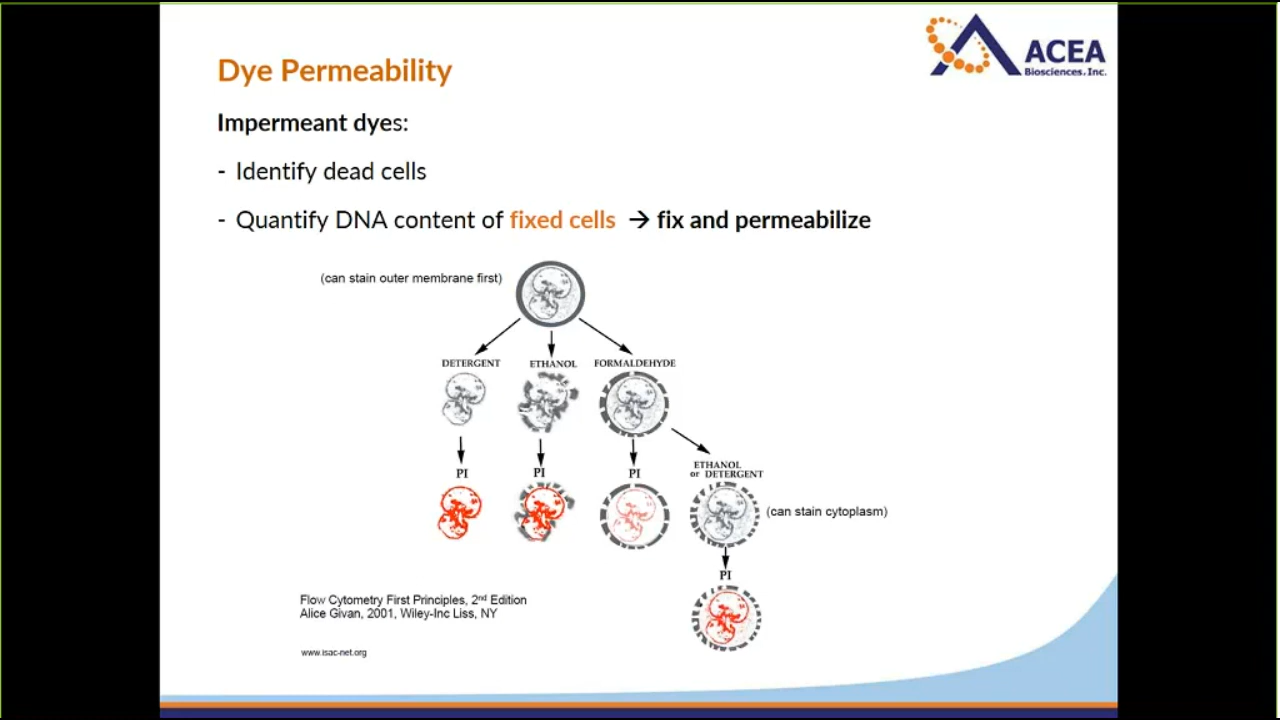 ACEA
Biosciences, Inc.
Dye Permeability
Impermeant dyes:
- Identify dead cells
- Quantify DNA content of fixed cells → fix and permeabilize
(can stain outer membrane first)
DETERGENT ETHANOL FORMALDEHYDE
PI PI PI
ETHANOL
or DETERGENT
(can stain cytoplasm)
PI
Flow Cytometry First Principles, 2nd Edition
Alice Givan, 2001, Wiley-Inc Liss, NY
www.isac-net.org